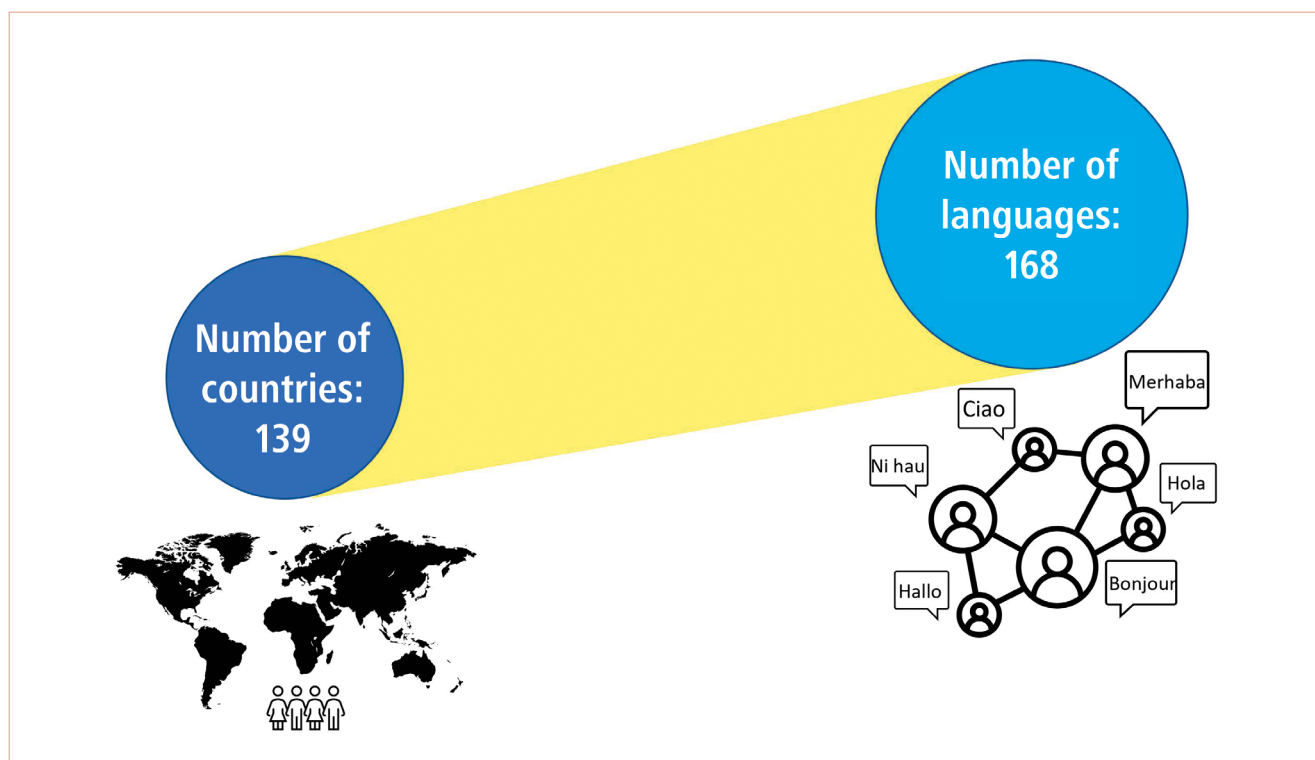 Number of
countries:
139
Number of
languages:
168
Merhaba
Ciao
Ni hau
Hola
Hallo
Bonjour